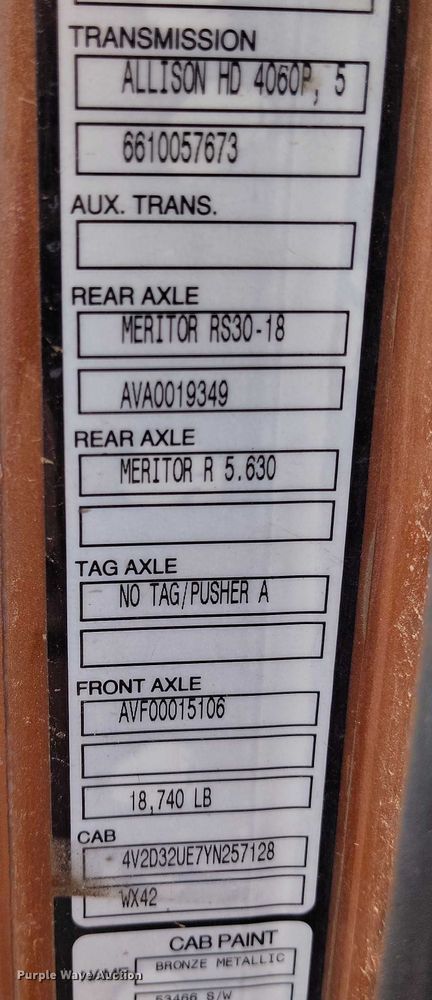 TRANSMISSION
ALLISON HD 4060P, 5
6610057673
AUX. TRANS.
REAR AXLE
MERITOR RS30-18
AVA0019349
REAR AXLE
MERITOR R 5.630
TAG AXLE
NO TAG/PUSHER A
FRONT AXLE
AVF00015106
18,740 LB
CAB
4V2D32UE7YN257128
WX42
CAB PAINT
BRONZE METALLIC
53466 S/W
Purple Wave Auction